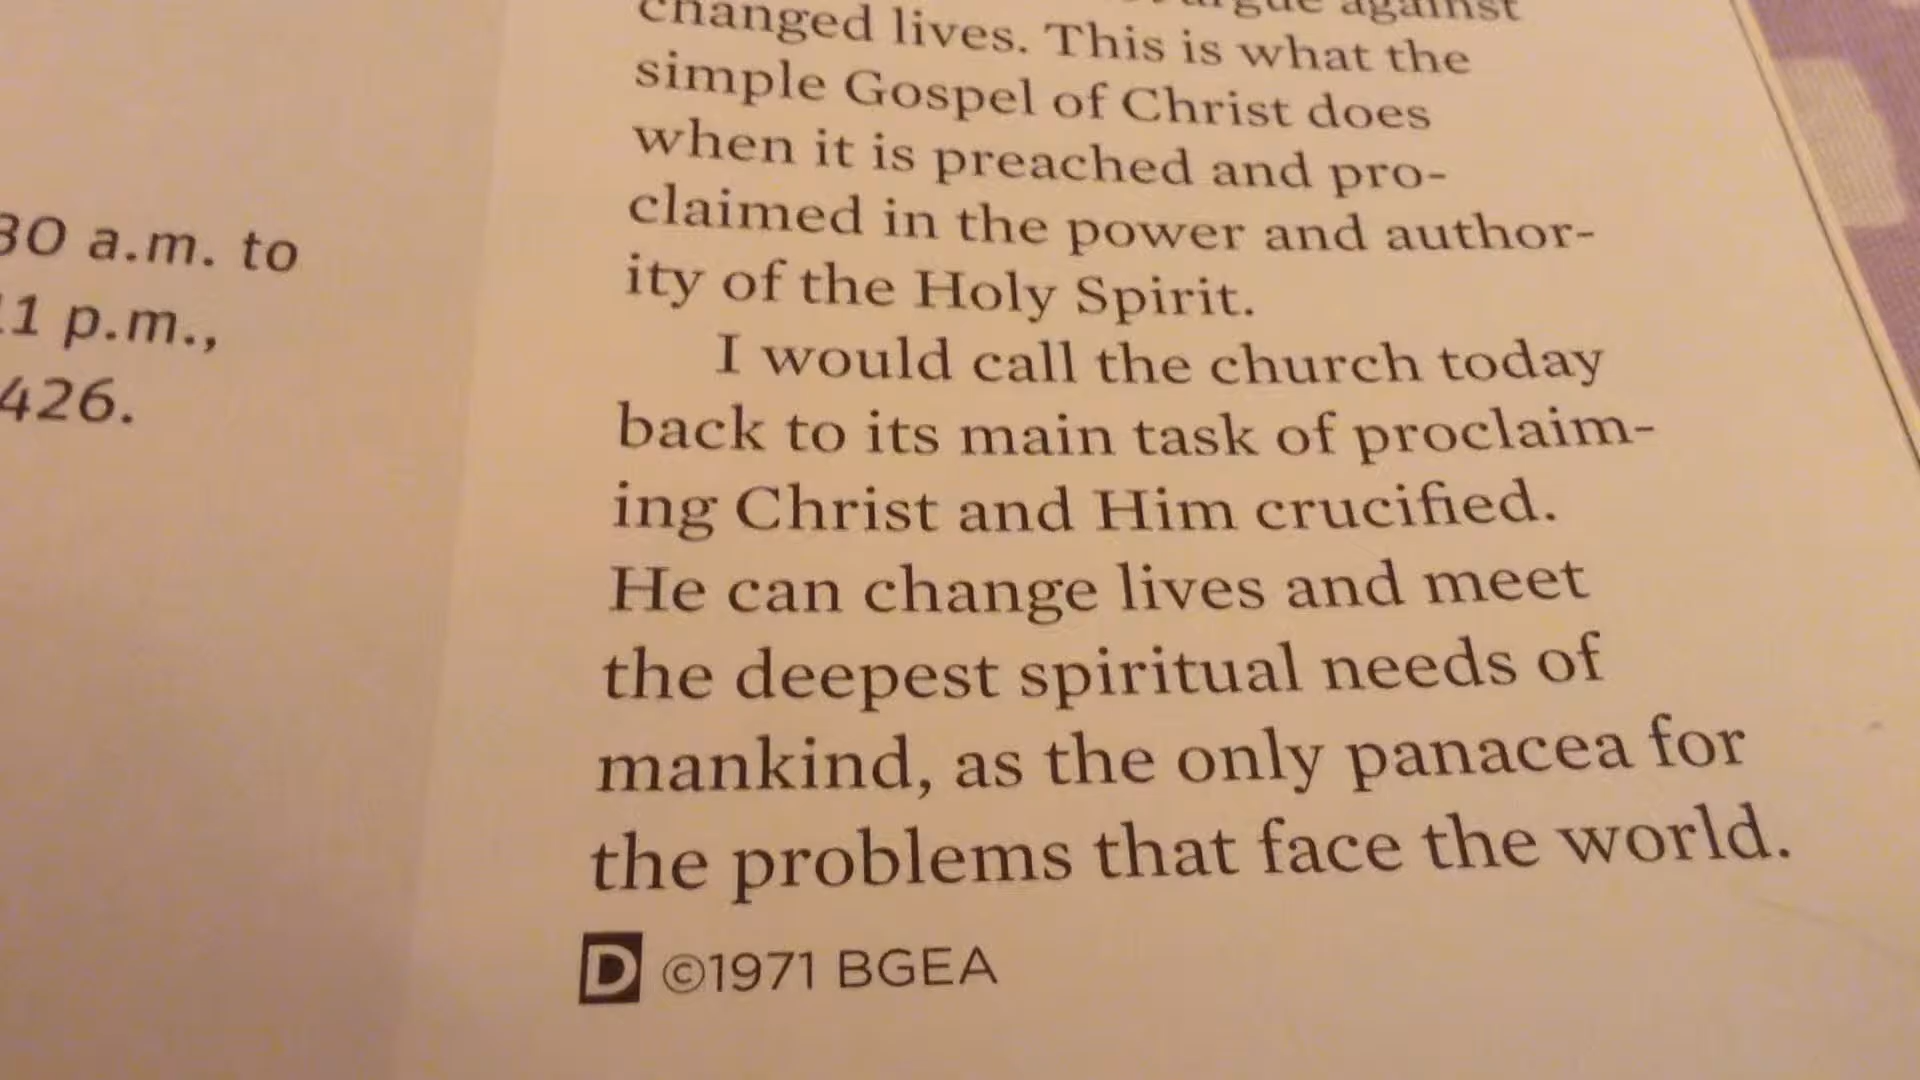 30 a.m. to
11 p.m.,
426.
argue against
changed lives. This is what the
simple Gospel of Christ does
when it is preached and pro-
claimed in the power and author-
ity of the Holy Spirit.
I would call the church today
back to its main task of proclaim-
ing Christ and Him crucified.
He can change lives and meet
the deepest spiritual needs of
mankind, as the only panacea for
the problems that face the world.
D ©1971 BGEA